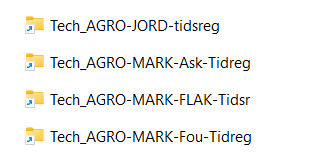 Tech_AGRO-JORD-tidsreg
Tech_AGRO-MARK-Ask-Tidreg
Tech_AGRO-MARK-FLAK-Tidsr
Tech_AGRO-MARK-Fou-Tidreg